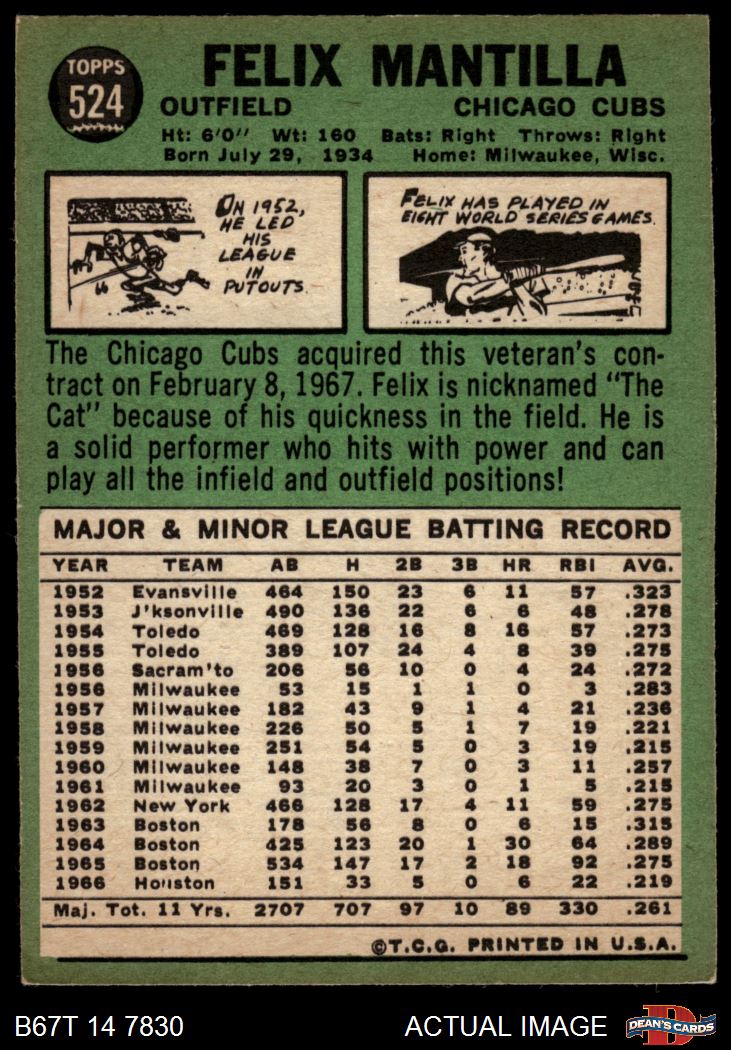 TOPPS
524
FELIX MANTILLA
OUTFIELD CHICAGO CUBS
Ht: 6'0" Wt: 160 Bats: Right Throws: Right
Born July 29, 1934 Home: Milwaukee, Wisc.
ON 1952,
HE LED
HIS
LEAGUE
IN
PUTOUTS.
FELIX HAS PLAYED IN
EIGHT WORLD SERIES GAMES.
The Chicago Cubs acquired this veteran's con-
tract on February 8, 1967. Felix is nicknamed "The
Cat" because of his quickness in the field. He is
a solid performer who hits with power and can
play all the infield and outfield positions!
MAJOR & MINOR LEAGUE BATTING RECORD
YEAR TEAM AB H 2B 3B HR RBI AVG.
1952 Evansville 464 150 23 6 11 57 .323
1953 J'ksonville 490 136 22 6 6 48 .278
1954 Toledo 469 128 16 8 16 57 .273
1955 Toledo 389 107 24 4 8 39 .275
1956 Sacram'to 206 56 10 0 4 24 .272
1956 Milwaukee 53 15 1 1 0 3 .283
1957 Milwaukee 182 43 9 1 4 21 .236
1958 Milwaukee 226 50 5 1 7 19 .221
1959 Milwaukee 251 54 5 0 3 19 .215
1960 Milwaukee 148 38 7 0 3 11 .257
1961 Milwaukee 93 20 3 0 1 5 .215
1962 New York 466 128 17 4 11 59 .275
1963 Boston 178 56 8 0 6 15 .315
1964 Boston 425 123 20 1 30 64 .289
1965 Boston 534 147 17 2 18 92 .275
1966 Houston 151 33 5 0 6 22 .219
Maj. Tot. 11 Yrs. 2707 707 97 10 89 330 .261
©T.C.G. PRINTED IN U.S.A.
B67T 14 7830 ACTUAL IMAGE DEAN'S CARDS